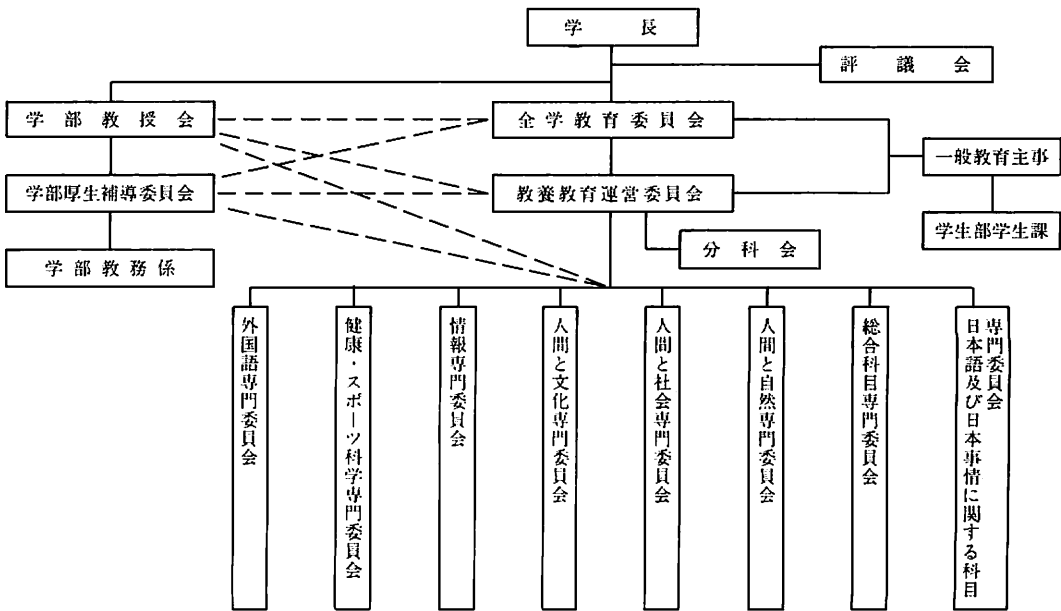 学長
評議会
学部教授会
全学教育委員会
一般教育主事
学部厚生補導委員会
教養教育運営委員会
学生部学生課
分科会
学部教務係
外国語専門委員会
健康・スポーツ科学専門委員会
情報専門委員会
人間と文化専門委員会
人間と社会専門委員会
人間と自然専門委員会
総合科目専門委員会
日本語及び日本事情に関する科目
専門委員会